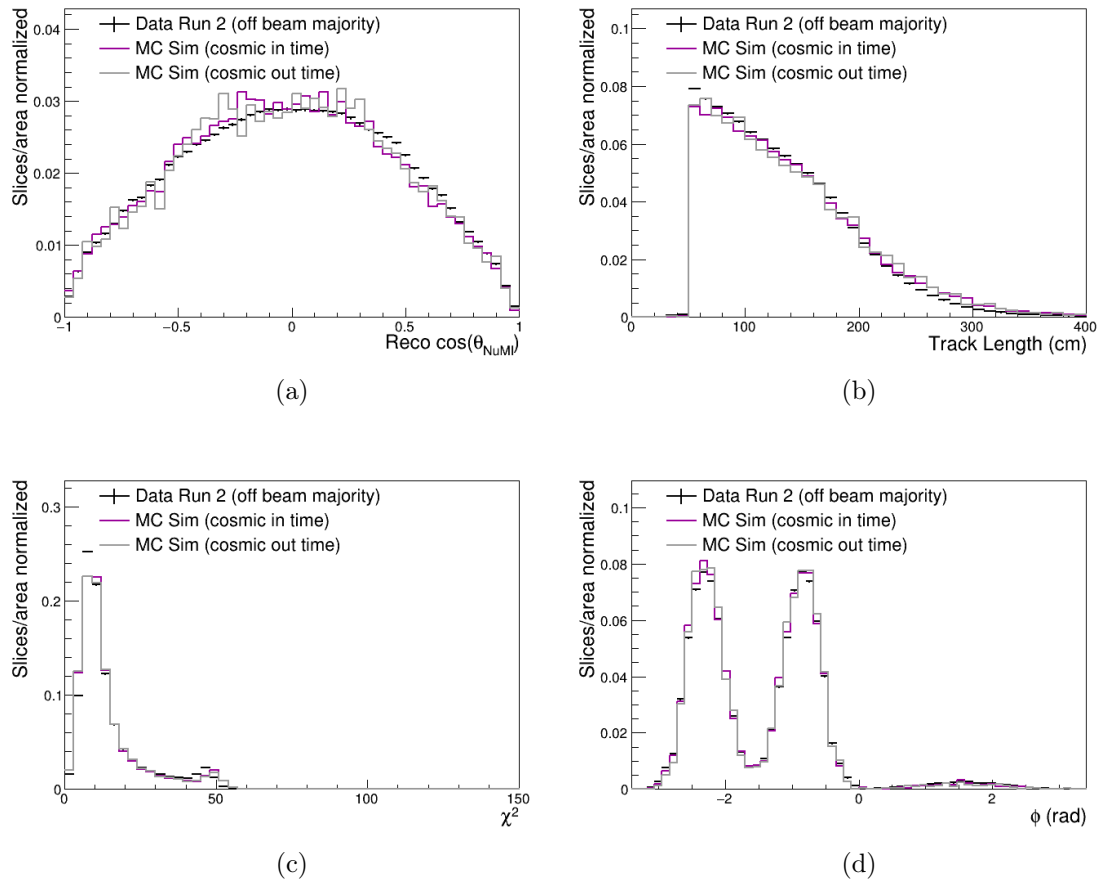 Slices/area normalized
0.04
0.03
0.02
0.01
0
Data Run 2 (off beam majority)
MC Sim (cosmic in time)
MC Sim (cosmic out time)
−1 −0.5 0 0.5 1
Reco cos(θNuMI)
(a)
Slices/area normalized
0.1
0.08
0.06
0.04
0.02
0
Data Run 2 (off beam majority)
MC Sim (cosmic in time)
MC Sim (cosmic out time)
0 100 200 300 400
Track Length (cm)
(b)
Slices/area normalized
0.3
0.2
0.1
0
Data Run 2 (off beam majority)
MC Sim (cosmic in time)
MC Sim (cosmic out time)
0 50 100 150
χ²
(c)
Slices/area normalized
0.1
0.08
0.06
0.04
0.02
0
Data Run 2 (off beam majority)
MC Sim (cosmic in time)
MC Sim (cosmic out time)
−2 0 2
ϕ (rad)
(d)